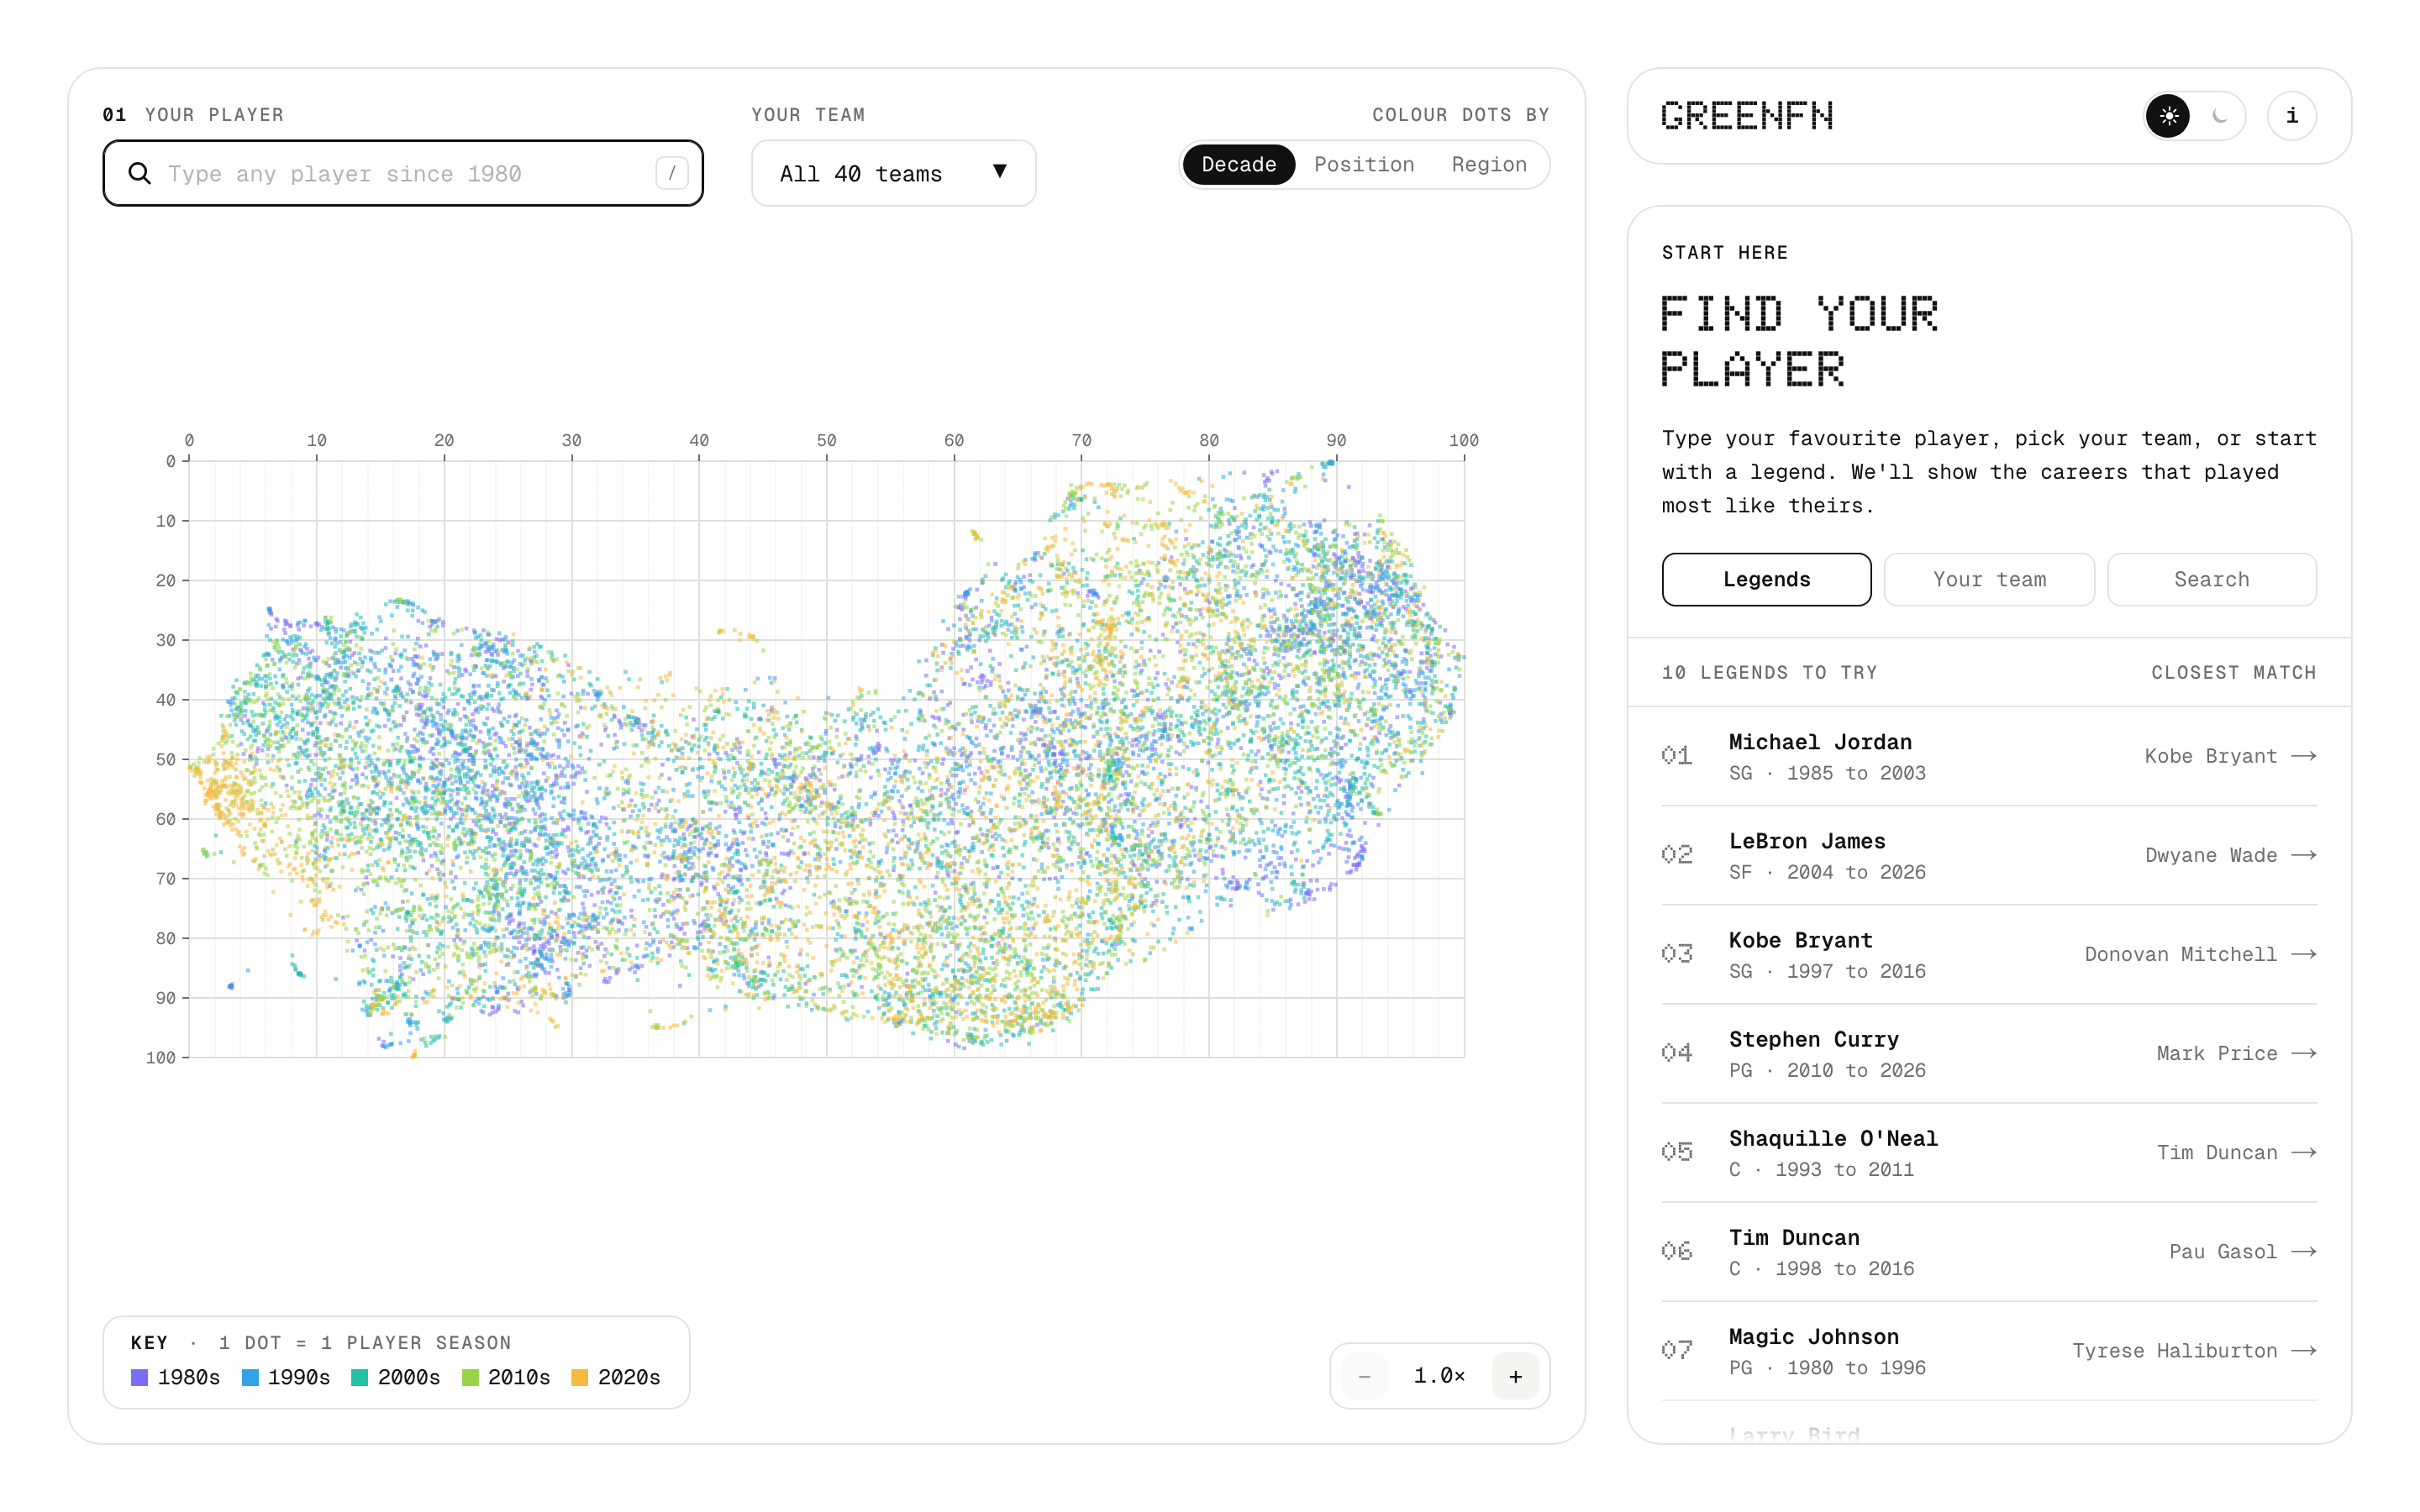 01 YOUR PLAYER
Type any player since 1980 /
YOUR TEAM
All 40 teams ▼
COLOUR DOTS BY
Decade Position Region
0 10 20 30 40 50 60 70 80 90 100
0
10
20
30
40
50
60
70
80
90
100
KEY · 1 DOT = 1 PLAYER SEASON
1980s 1990s 2000s 2010s 2020s
− 1.0× +
GREENFN
i
START HERE
FIND YOUR
PLAYER
Type your favourite player, pick your team, or start
with a legend. We'll show the careers that played
most like theirs.
Legends Your team Search
10 LEGENDS TO TRY CLOSEST MATCH
01 Michael Jordan Kobe Bryant →
SG · 1985 to 2003
02 LeBron James Dwyane Wade →
SF · 2004 to 2026
03 Kobe Bryant Donovan Mitchell →
SG · 1997 to 2016
04 Stephen Curry Mark Price →
PG · 2010 to 2026
05 Shaquille O'Neal Tim Duncan →
C · 1993 to 2011
06 Tim Duncan Pau Gasol →
C · 1998 to 2016
07 Magic Johnson Tyrese Haliburton →
PG · 1980 to 1996
Larry Bird